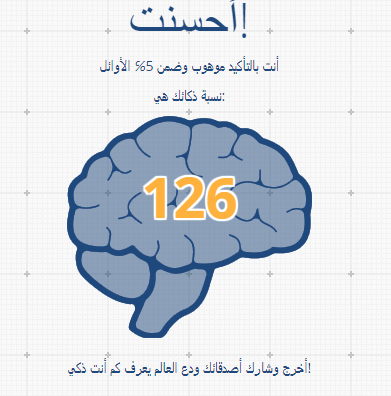 أحسنت!
أنت بالتأكيد موهوب وضمن 5% الأوائل
نسبة ذكائك هي:
126
أخرج وشارك أصدقائك ودع العالم يعرف كم أنت ذكي!